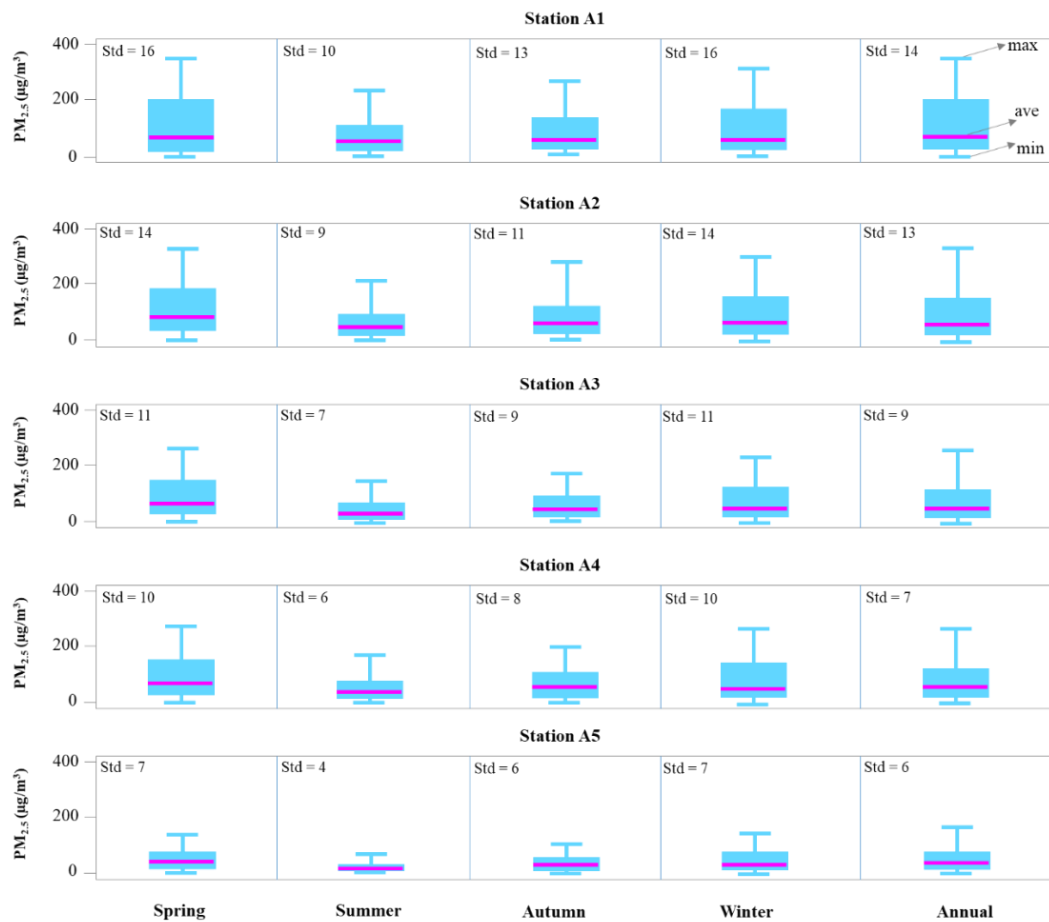 Station A1
PM2.5 (µg/m³)
400
200
0
Std = 16
Std = 10
Std = 13
Std = 16
Std = 14
max
ave
min
Station A2
PM2.5 (µg/m³)
400
200
0
Std = 14
Std = 9
Std = 11
Std = 14
Std = 13
Station A3
PM2.5 (µg/m³)
400
200
0
Std = 11
Std = 7
Std = 9
Std = 11
Std = 9
Station A4
PM2.5 (µg/m³)
400
200
0
Std = 10
Std = 6
Std = 8
Std = 10
Std = 7
Station A5
PM2.5 (µg/m³)
400
200
0
Std = 7
Std = 4
Std = 6
Std = 7
Std = 6
Spring
Summer
Autumn
Winter
Annual